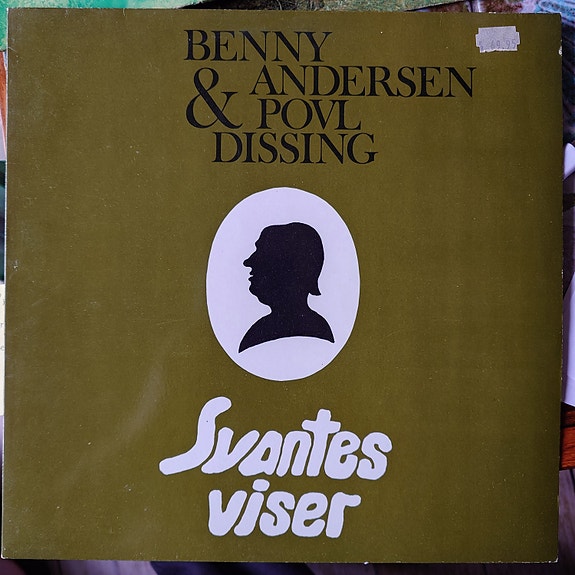 BENNY
& ANDERSEN
POVL
DISSING
Svantes
viser